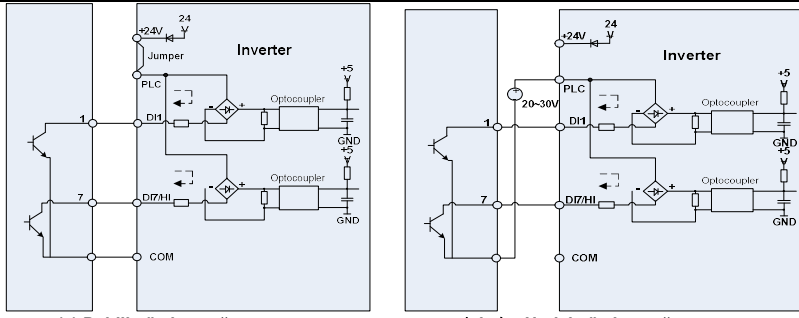 24
+24V
Jumper
Inverter
PLC
+5
1
DI1
- +
Optocoupler
GND
+5
7
DI7/HI
- +
Optocoupler
GND
COM
24
+24V
Inverter
PLC
20~30V
+5
1
DI1
- +
Optocoupler
GND
+5
7
DI7/HI
- +
Optocoupler
GND
COM